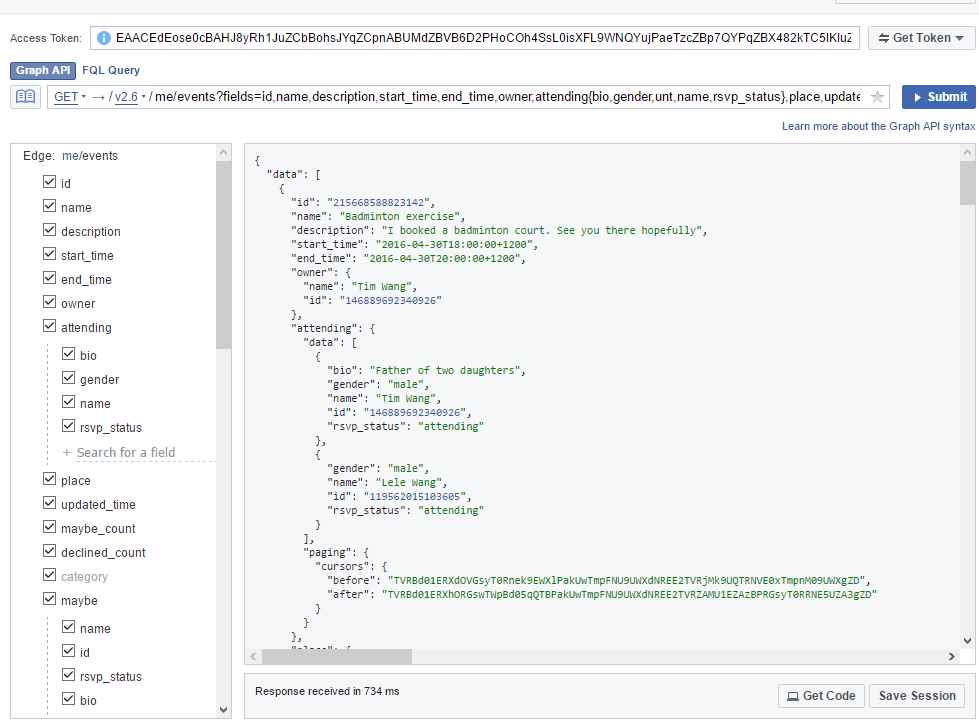 Access Token: EAACEdEose0cBAHJ8yRh1JuZCbBohsJYqZCpnABUMdZBVB6D2PHoCOh4SsL0isXFL9WNQYujPaeTzcZBp7QYPqZBX482kTC5IKIuZ Get Token
Graph API FQL Query
GET → / v2.6 / me/events?fields=id,name,description,start_time,end_time,owner,attending{bio,gender,unt,name,rsvp_status},place,update Submit
Learn more about the Graph API syntax
Edge: me/events
id
name
description
start_time
end_time
owner
attending
bio
gender
name
rsvp_status
+ Search for a field
place
updated_time
maybe_count
declined_count
category
maybe
name
id
rsvp_status
bio
{
"data": [
{
"id": "215668588823142",
"name": "Badminton exercise",
"description": "I booked a badminton court. See you there hopefully",
"start_time": "2016-04-30T18:00:00+1200",
"end_time": "2016-04-30T20:00:00+1200",
"owner": {
"name": "Tim Wang",
"id": "146889692340926"
},
"attending": {
"data": [
{
"bio": "Father of two daughters",
"gender": "male",
"name": "Tim Wang",
"id": "146889692340926",
"rsvp_status": "attending"
},
{
"gender": "male",
"name": "Lele Wang",
"id": "119562015103605",
"rsvp_status": "attending"
}
],
"paging": {
"cursors": {
"before": "TVRBd01ERXdOVGsyT0Rnek9EWXlPakUwTmpFNU9UWXdNREE2TVRjMk9UQTRNVE0xTmpnM09UWXgZD",
"after": "TVRBd01ERXhORGswTWpBd05qQTBPakUwTmpFNU9UWXdNREE2TVRZAMU1EZAzBPRGsyT0RRNE5UZA3gZD"
}
}
},
Response received in 734 ms
Get Code Save Session